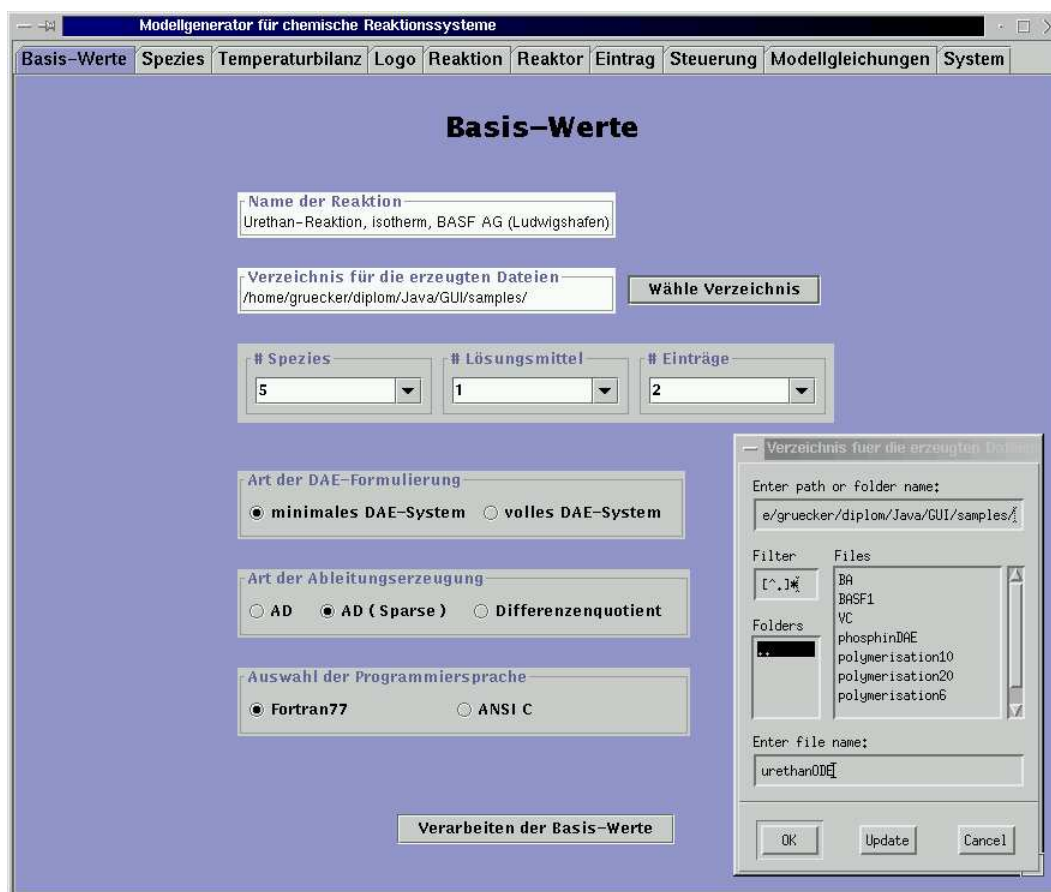 Modellgenerator für chemische Reaktionssysteme
Basis-Werte Spezies Temperaturbilanz Logo Reaktion Reaktor Eintrag Steuerung Modellgleichungen System
Basis-Werte
Name der Reaktion
Urethan-Reaktion, isotherm, BASF AG (Ludwigshafen)
Verzeichnis für die erzeugten Dateien
/home/gruecker/diplom/Java/GUI/samples/
Wähle Verzeichnis
# Spezies # Lösungsmittel # Einträge
5 1 2
Art der DAE-Formulierung
minimales DAE-System volles DAE-System
Art der Ableitungserzeugung
AD AD ( Sparse ) Differenzenquotient
Auswahl der Programmiersprache
Fortran77 ANSI C
Verarbeiten der Basis-Werte
Verzeichnis fuer die erzeugten
Enter path or folder name:
e/gruecker/diplom/Java/GUI/samples/
Filter Files
[^.]*
BA
BASF1
VC
phosphinDAE
polymerisation10
polymerisation20
polymerisation6
Folders
..
Enter file name:
urethanODE
OK Update Cancel